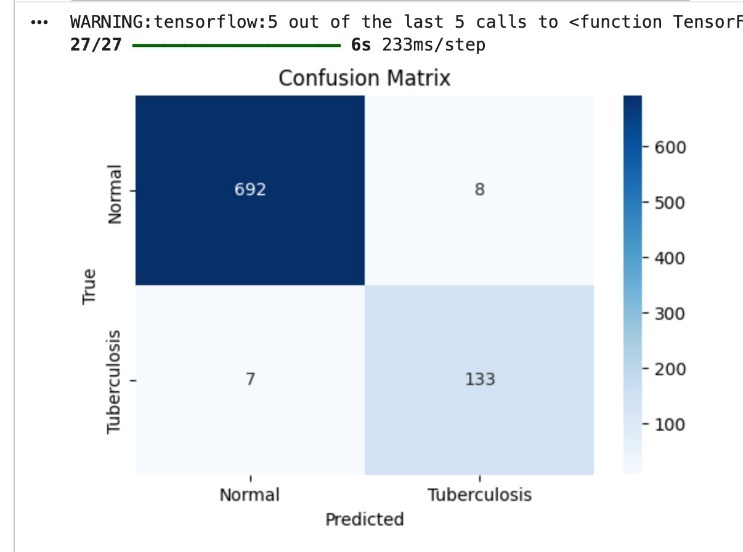 ••• WARNING:tensorflow:5 out of the last 5 calls to <function TensorF
27/27 ━━━━━━━━━━━━━━━━━━━━ 6s 233ms/step
Confusion Matrix
Normal
692
8
True
Tuberculosis
7
133
600
500
400
300
200
100
Normal
Tuberculosis
Predicted